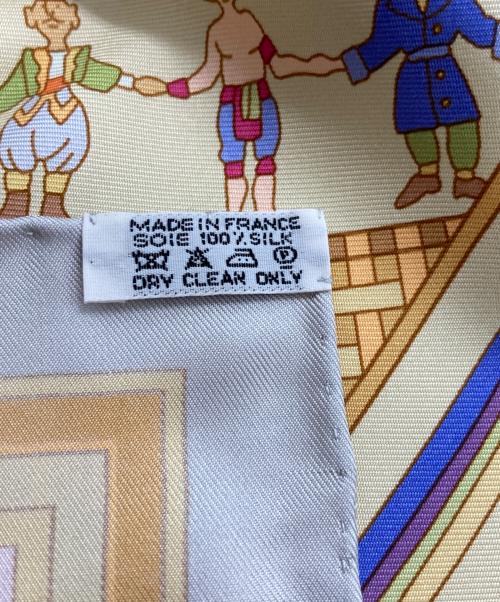 MADE IN FRANCE
SOIE 100% SILK
P
DRY CLEAN ONLY